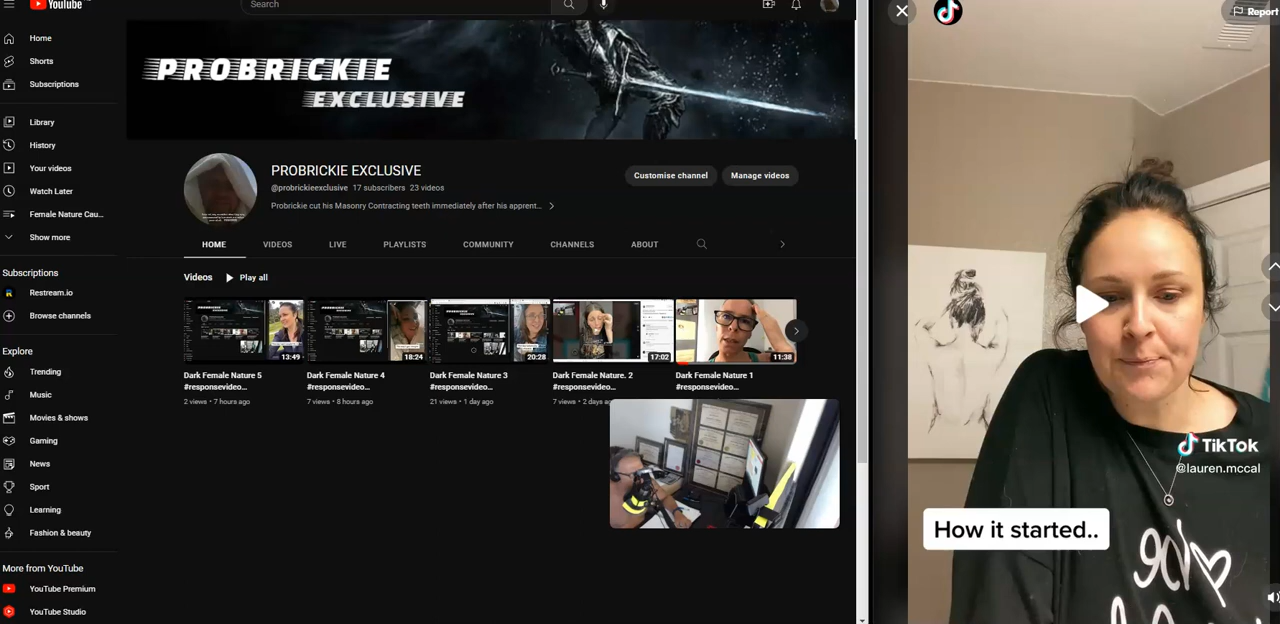 YouTube
Search
Home
Shorts
Subscriptions
Library
History
Your videos
Watch Later
Female Nature Cau...
Show more
Subscriptions
Restream.io
Browse channels
Explore
Trending
Music
Movies & shows
Gaming
News
Sport
Learning
Fashion & beauty
More from YouTube
YouTube Premium
YouTube Studio
PROBRICKIE
EXCLUSIVE
PROBRICKIE EXCLUSIVE
@probrickieexclusive 17 subscribers 23 videos
Probrickie cut his Masonry Contracting teeth immediately after his apprent...
Customise channel
Manage videos
HOME VIDEOS LIVE PLAYLISTS COMMUNITY CHANNELS ABOUT
Videos Play all
13:49
18:24
20:28
17:02
11:38
Dark Female Nature 5
#responsevideo...
2 views • 7 hours ago
Dark Female Nature 4
#responsevideo...
7 views • 8 hours ago
Dark Female Nature 3
#responsevideo...
21 views • 1 day ago
Dark Female Nature. 2
#responsevideo...
7 views • 2 days
Dark Female Nature 1
#responsevideo...
Report
TikTok
@lauren.mccal
How it started..